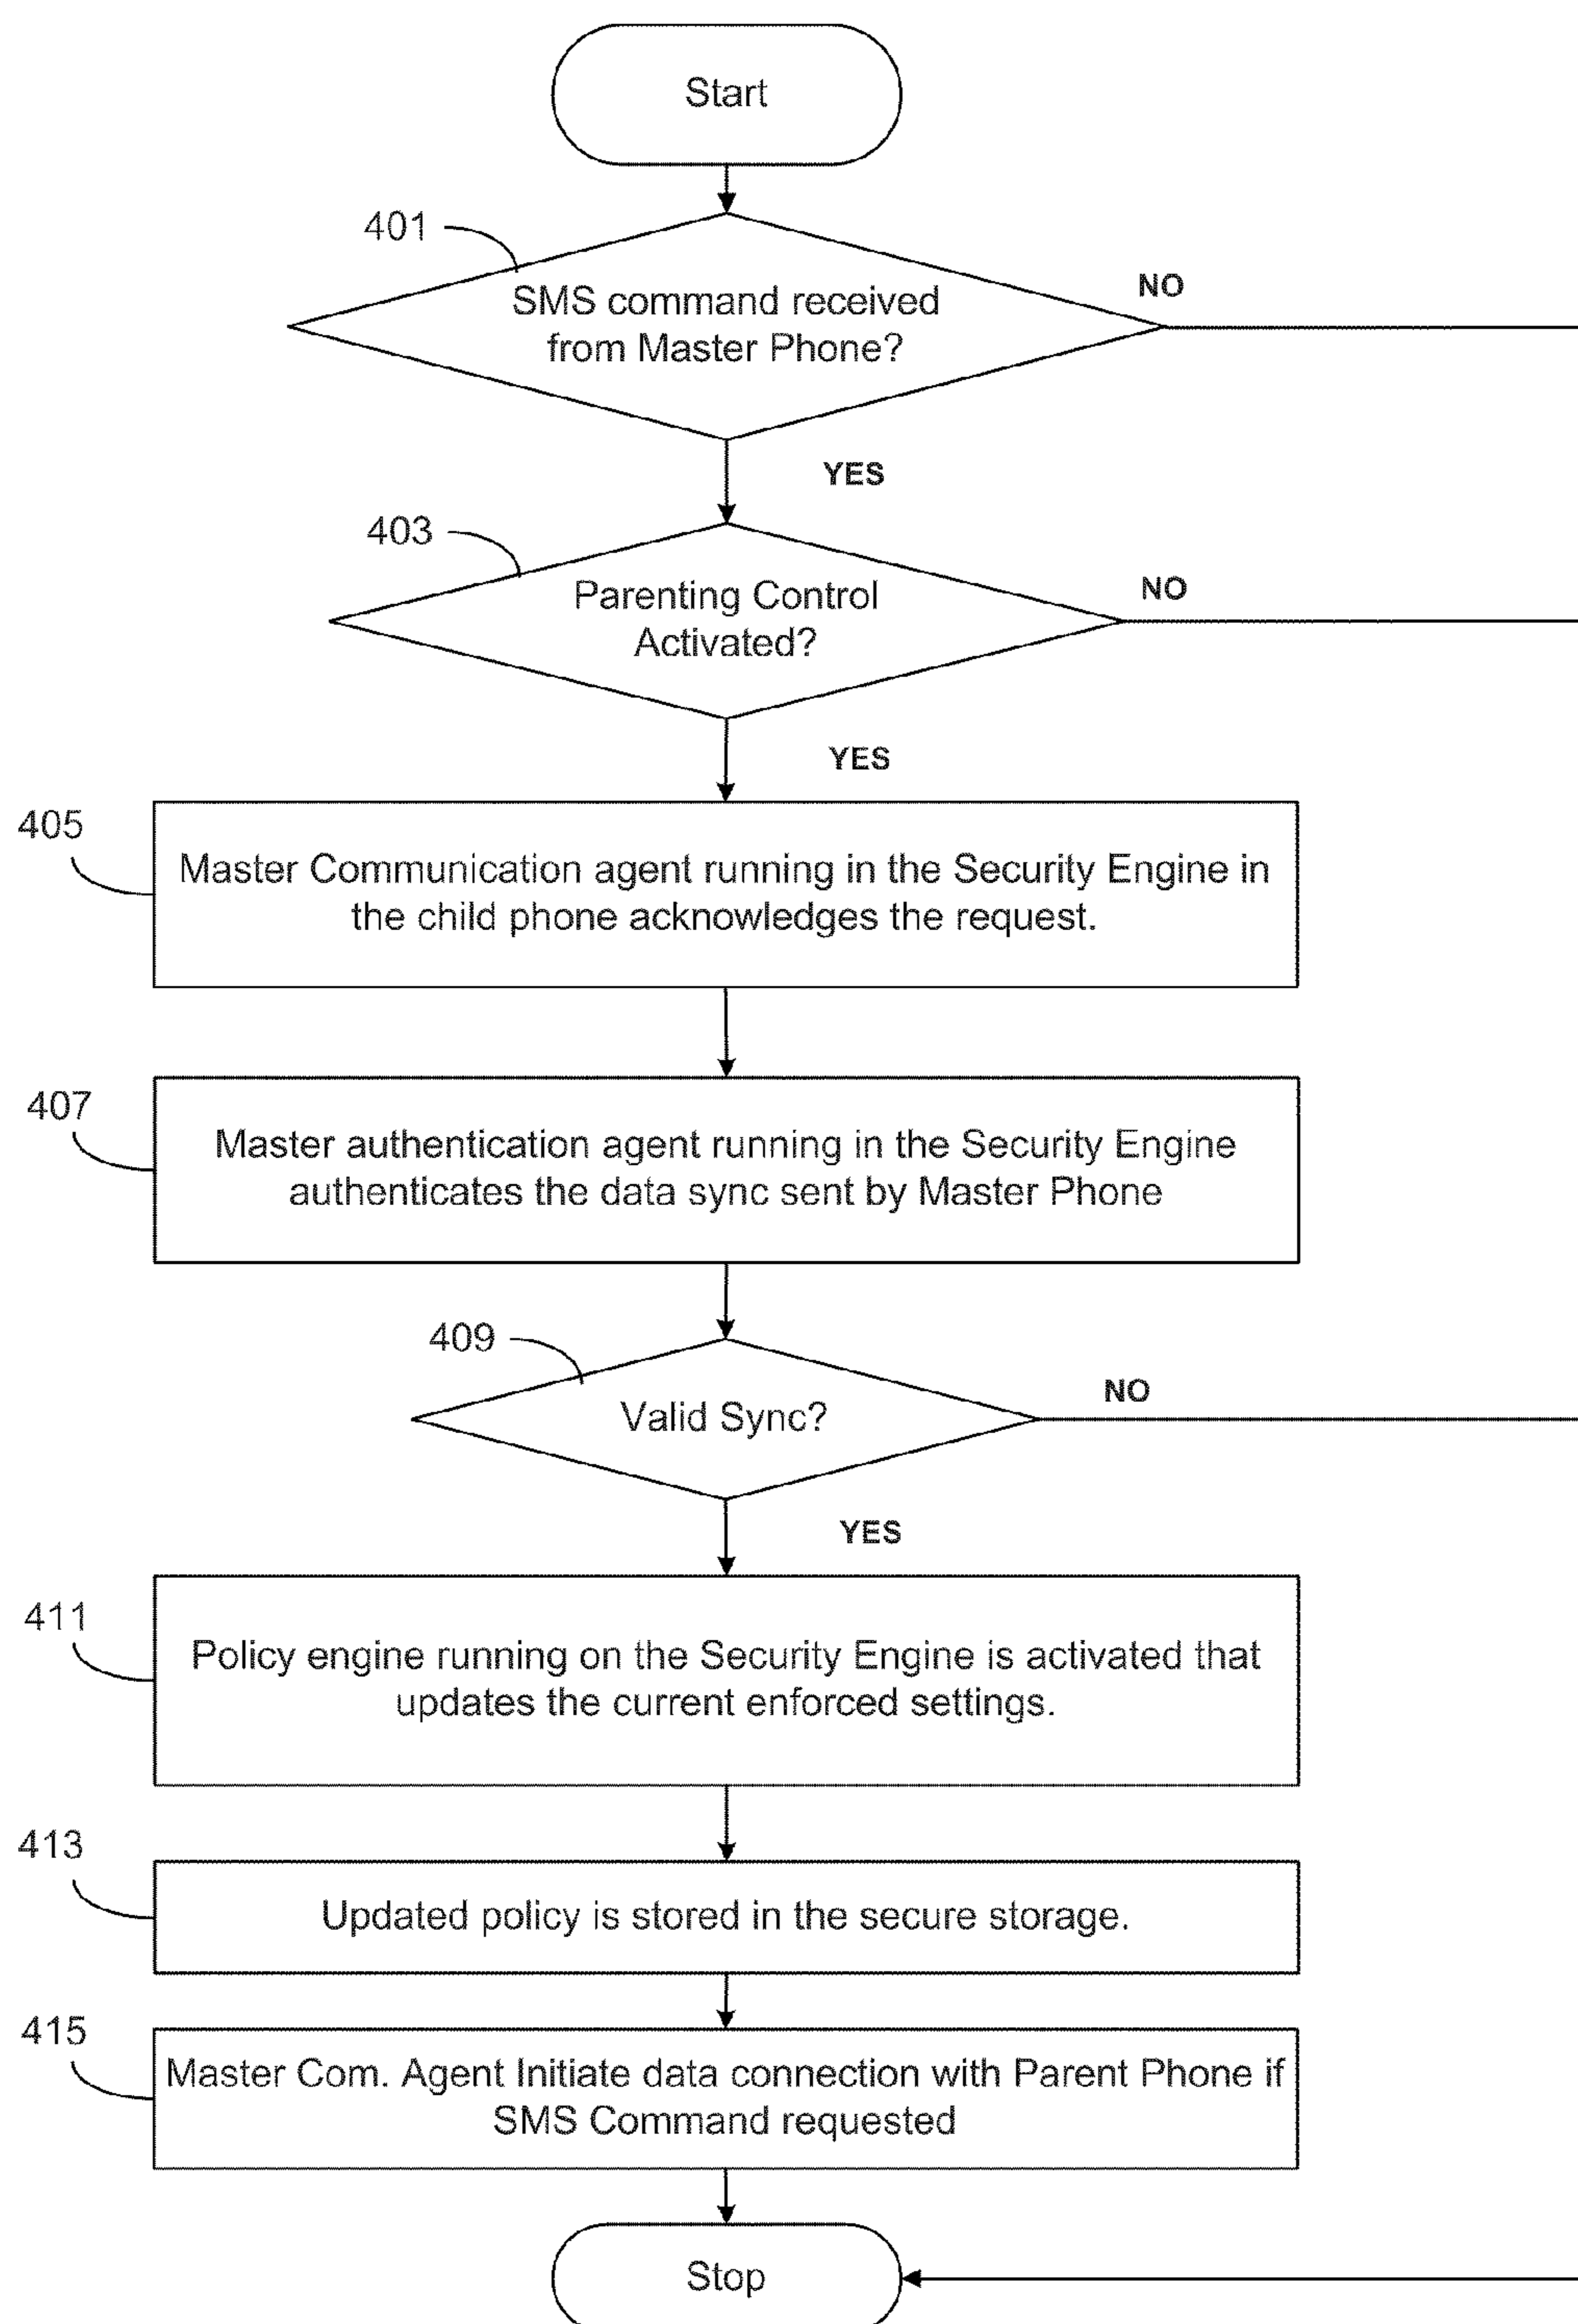 Start
401
SMS command received
from Master Phone?
NO
YES
403
Parenting Control
Activated?
NO
YES
405
Master Communication agent running in the Security Engine in
the child phone acknowledges the request.
407
Master authentication agent running in the Security Engine
authenticates the data sync sent by Master Phone
409
Valid Sync?
NO
YES
411
Policy engine running on the Security Engine is activated that
updates the current enforced settings.
413
Updated policy is stored in the secure storage.
415
Master Com. Agent Initiate data connection with Parent Phone if
SMS Command requested
Stop